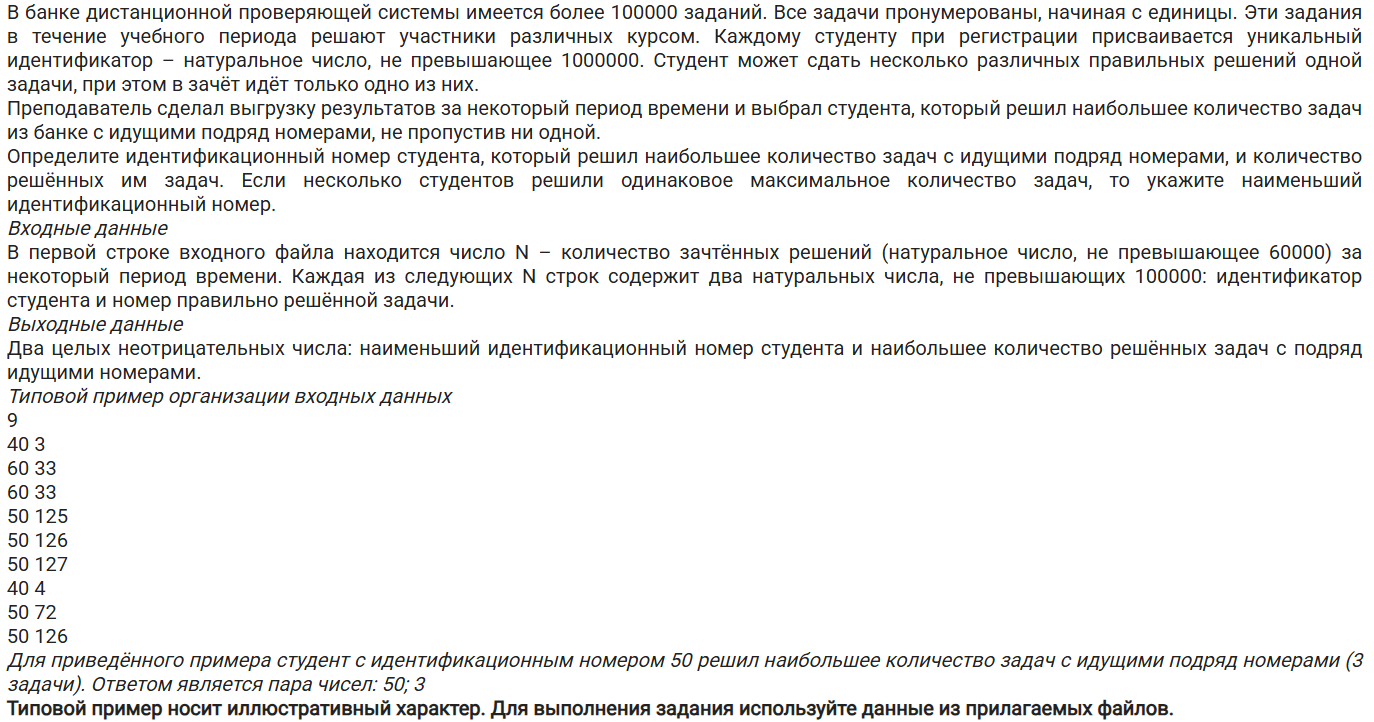 В банке дистанционной проверяющей системы имеется более 100000 заданий. Все задачи пронумерованы, начиная с единицы. Эти задания
в течение учебного периода решают участники различных курсом. Каждому студенту при регистрации присваивается уникальный
идентификатор – натуральное число, не превышающее 1000000. Студент может сдать несколько различных правильных решений одной
задачи, при этом в зачёт идёт только одно из них.
Преподаватель сделал выгрузку результатов за некоторый период времени и выбрал студента, который решил наибольшее количество задач
из банке с идущими подряд номерами, не пропустив ни одной.
Определите идентификационный номер студента, который решил наибольшее количество задач с идущими подряд номерами, и количество
решённых им задач. Если несколько студентов решили одинаковое максимальное количество задач, то укажите наименьший
идентификационный номер.
Входные данные
В первой строке входного файла находится число N – количество зачтённых решений (натуральное число, не превышающее 60000) за
некоторый период времени. Каждая из следующих N строк содержит два натуральных числа, не превышающих 100000: идентификатор
студента и номер правильно решённой задачи.
Выходные данные
Два целых неотрицательных числа: наименьший идентификационный номер студента и наибольшее количество решённых задач с подряд
идущими номерами.
Типовой пример организации входных данных
9
40 3
60 33
60 33
50 125
50 126
50 127
40 4
50 72
50 126
Для приведённого примера студент с идентификационным номером 50 решил наибольшее количество задач с идущими подряд номерами (3
задачи). Ответом является пара чисел: 50; 3
Типовой пример носит иллюстративный характер. Для выполнения задания используйте данные из прилагаемых файлов.